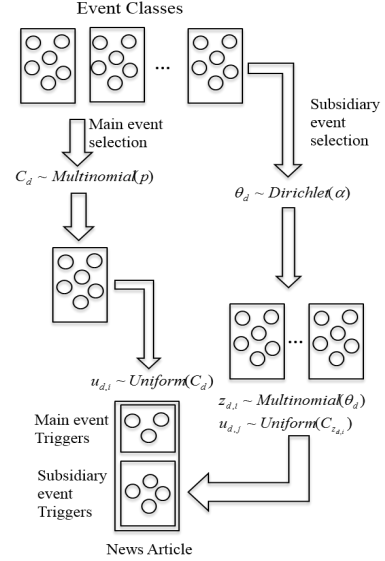 Event Classes
...
Main event
selection
Subsidiary
event
selection
C_d ~ Multinomial(p)
θ_d ~ Dirichlet(α)
...
u_{d,i} ~ Uniform(C_d)
z_{d,i} ~ Multinomial(θ_d)
u_{d,j} ~ Uniform(C_{z_{d,i}})
Main event
Triggers
Subsidiary
event
Triggers
News Article